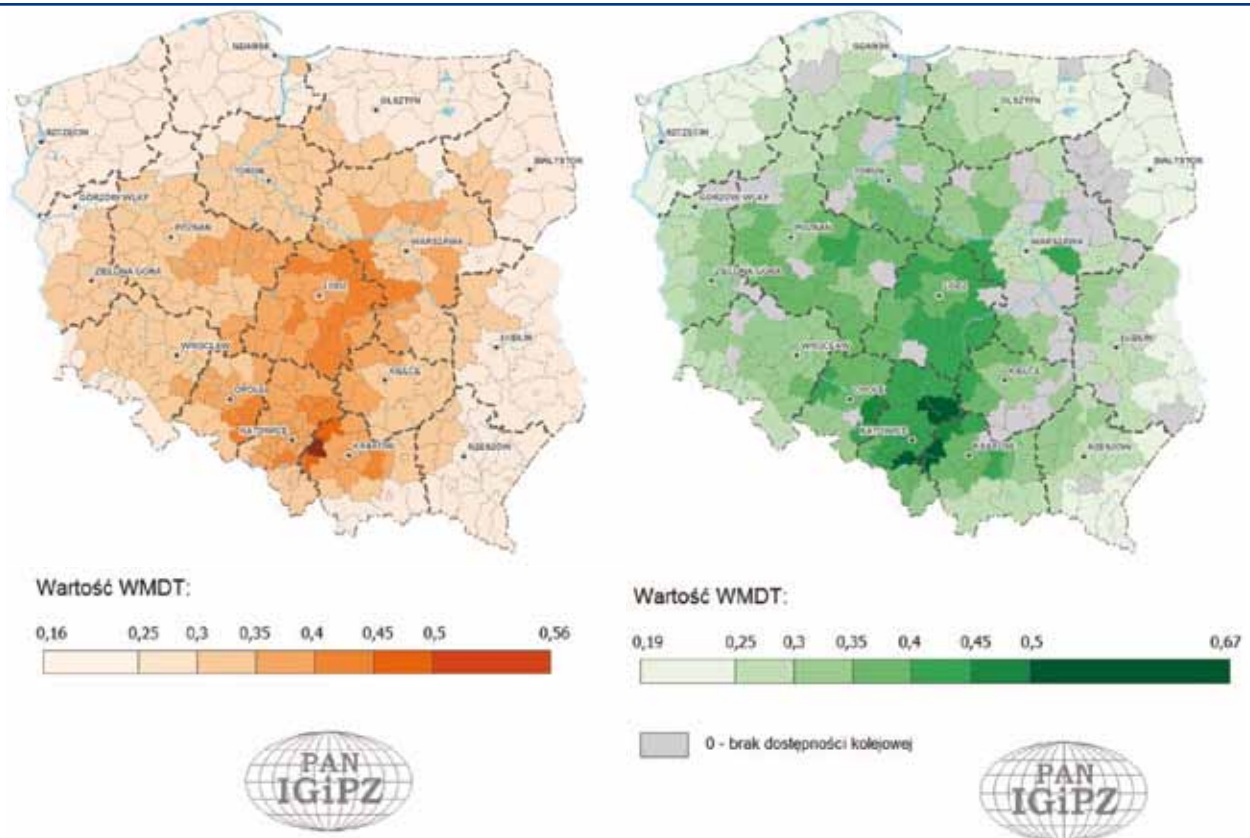 GDAŃSK
OLSZTYN
SZCZECIN
BIAŁYSTOK
TORUŃ
GORZÓW WLKP
POZNAŃ
WARSZAWA
ZIELONA GÓRA
ŁÓDŹ
LUBLIN
WROCŁAW
KIELCE
OPOLE
KATOWICE
KRAKÓW
RZESZÓW
Wartość WMDT:
0,16 0,25 0,3 0,35 0,4 0,45 0,5 0,56
PAN
IGiPZ
GDAŃSK
OLSZTYN
SZCZECIN
BIAŁYSTOK
TORUŃ
GORZÓW WLKP
POZNAŃ
WARSZAWA
ZIELONA GÓRA
ŁÓDŹ
LUBLIN
WROCŁAW
KIELCE
OPOLE
KATOWICE
KRAKÓW
RZESZÓW
Wartość WMDT:
0,19 0,25 0,3 0,35 0,4 0,45 0,5 0,67
0 - brak dostępności kolejowej
PAN
IGiPZ